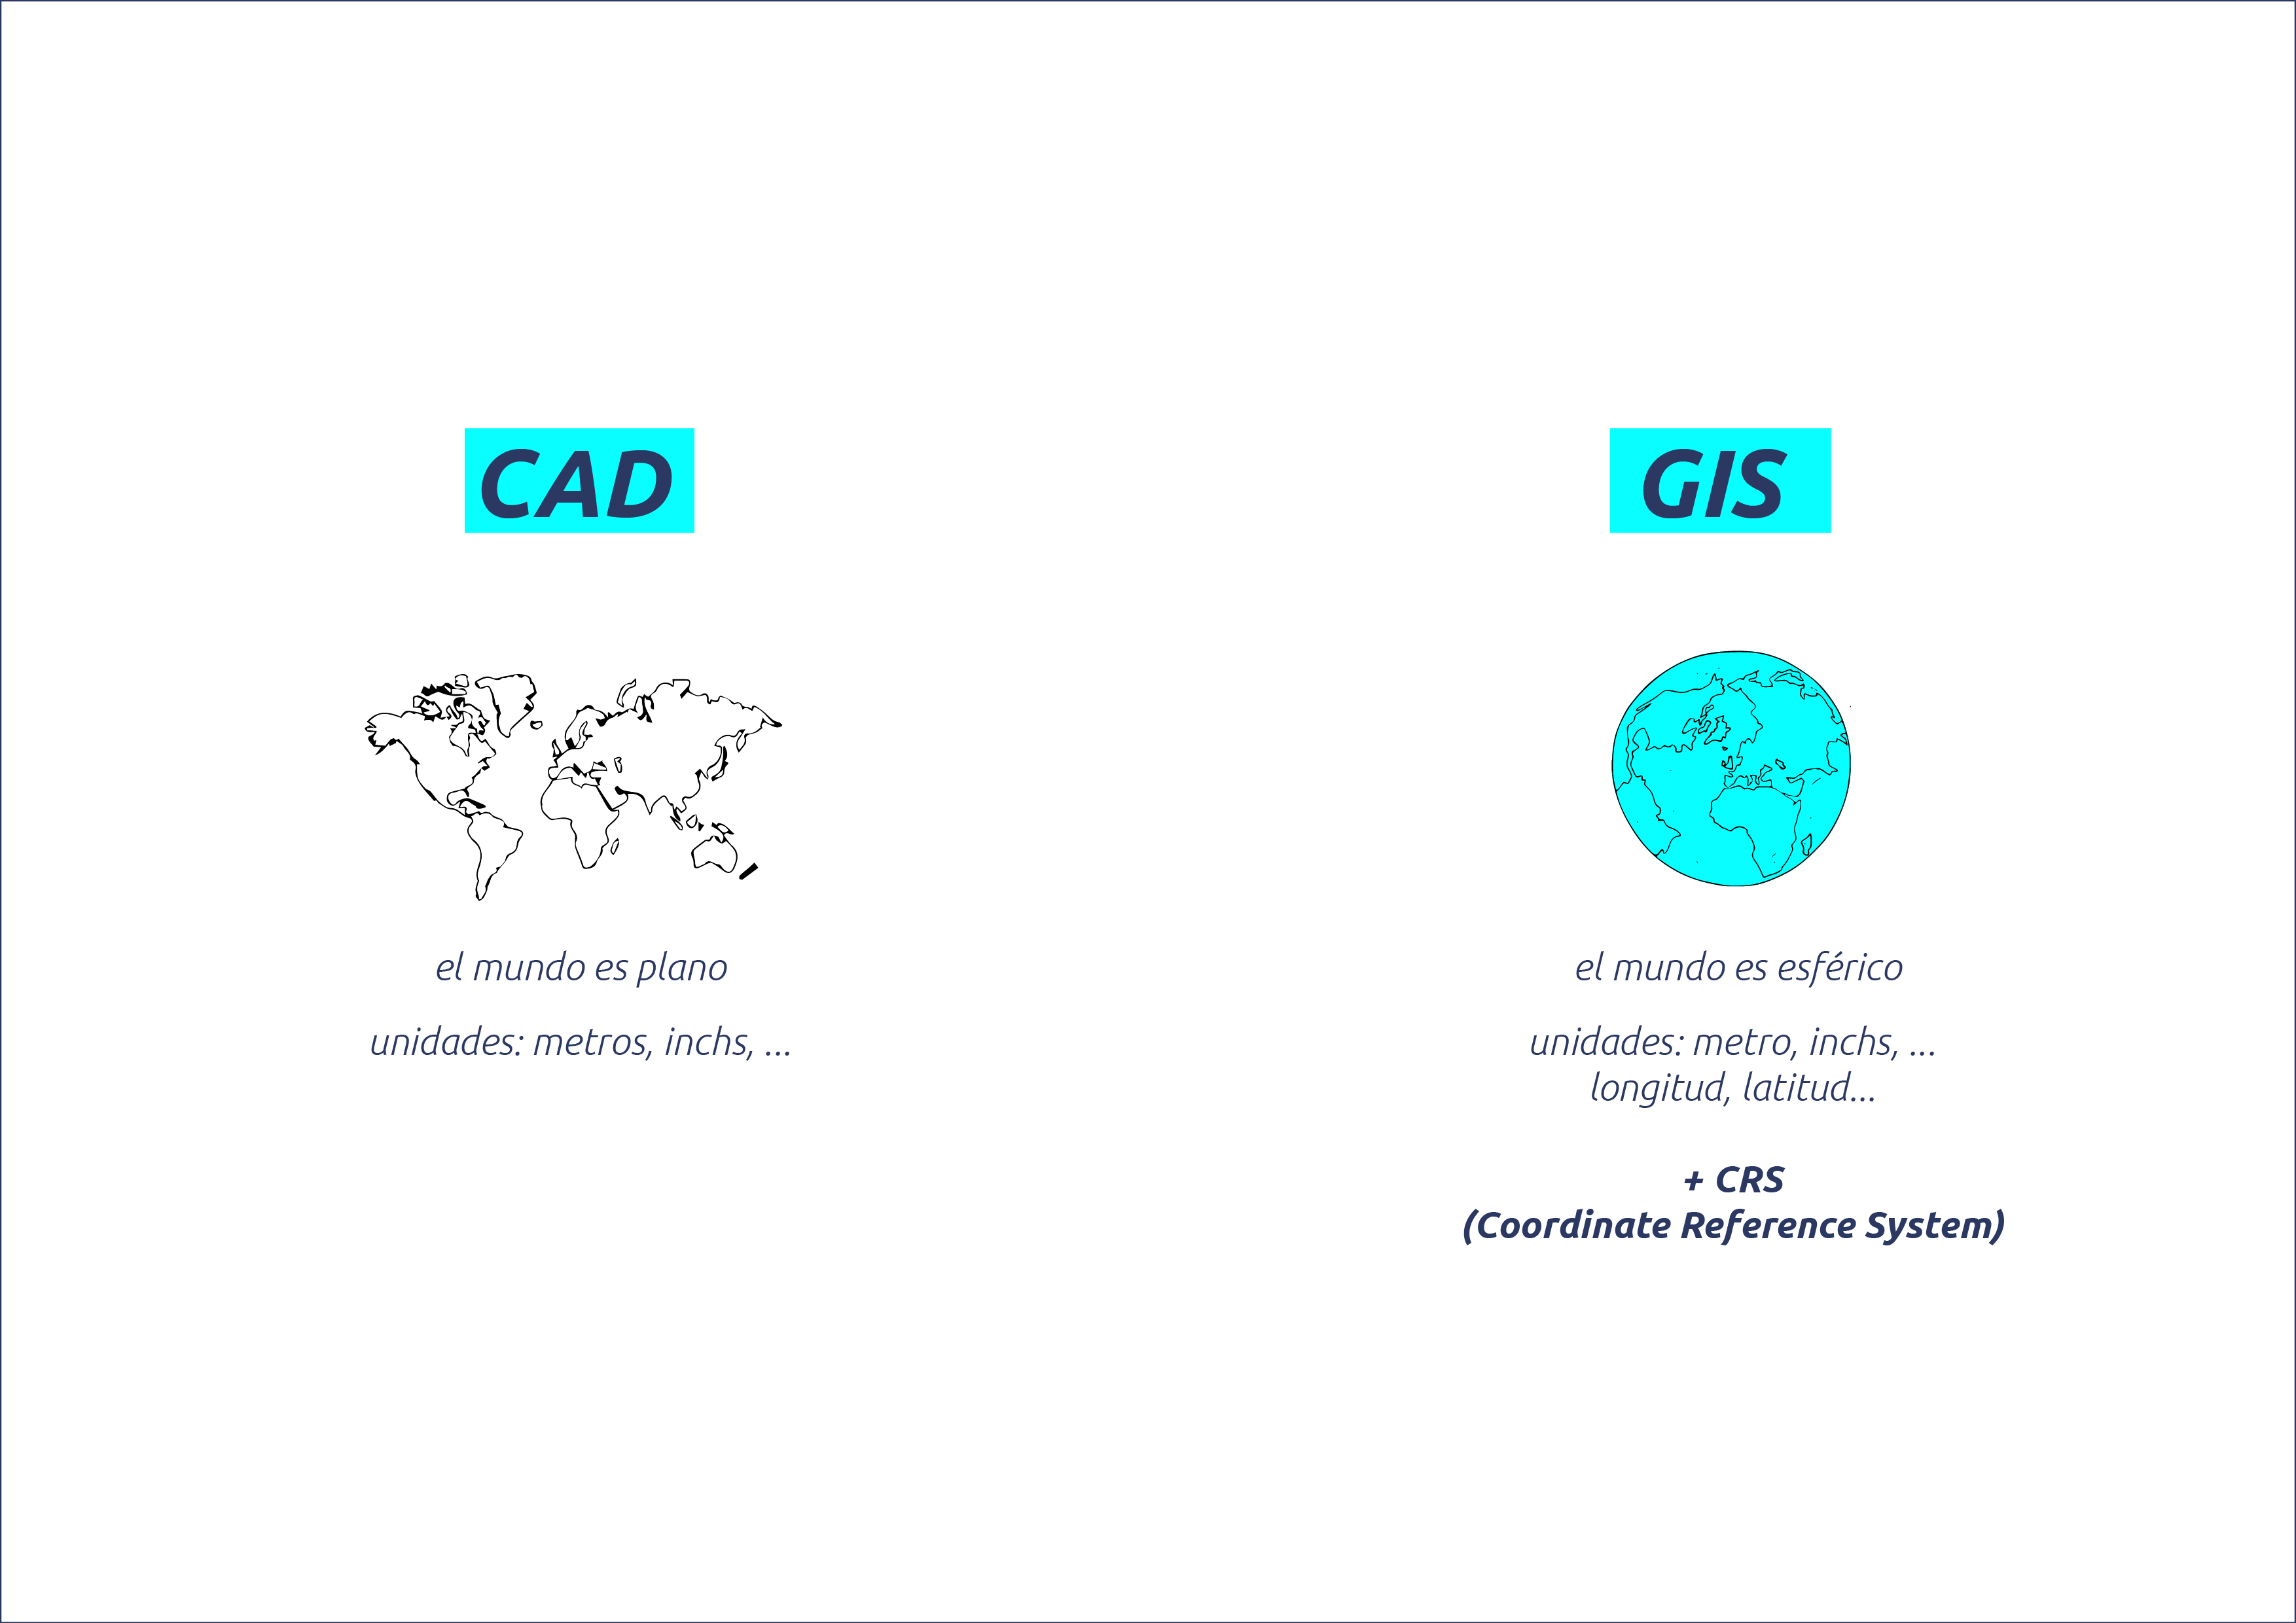 CAD
el mundo es plano
unidades: metros, inchs, ...
GIS
el mundo es esférico
unidades: metro, inchs, ...
longitud, latitud...
+ CRS
(Coordinate Reference System)